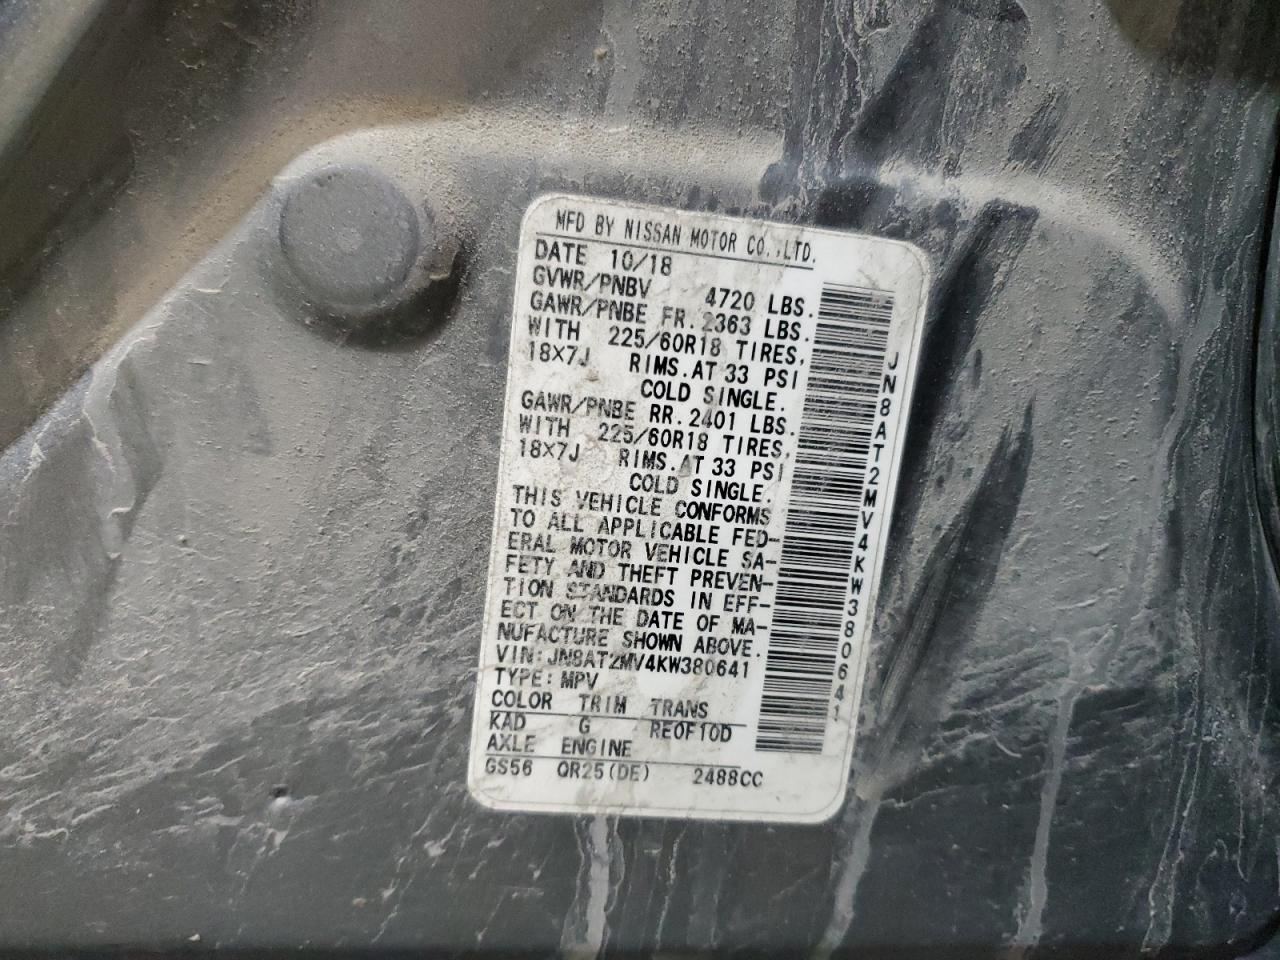 MFD BY NISSAN MOTOR CO.,LTD.
DATE 10/18
GVWR/PNBV 4720 LBS.
GAWR/PNBE FR. 2363 LBS.
WITH 225/60R18 TIRES,
18X7J RIMS.AT 33 PSI
COLD SINGLE.
GAWR/PNBE RR. 2401 LBS.
WITH 225/60R18 TIRES,
18X7J RIMS.AT 33 PSI
COLD SINGLE.
THIS VEHICLE CONFORMS
TO ALL APPLICABLE FED-
ERAL MOTOR VEHICLE SA-
FETY AND THEFT PREVEN-
TION STANDARDS IN EFF-
ECT ON THE DATE OF MA-
NUFACTURE SHOWN ABOVE.
VIN:JN8AT2MV4KW380641
TYPE:MPV
COLOR TRIM TRANS
KAD G RE0F10D
AXLE ENGINE
GS56 QR25(DE) 2488CC
JN8AT2MV4KW380641